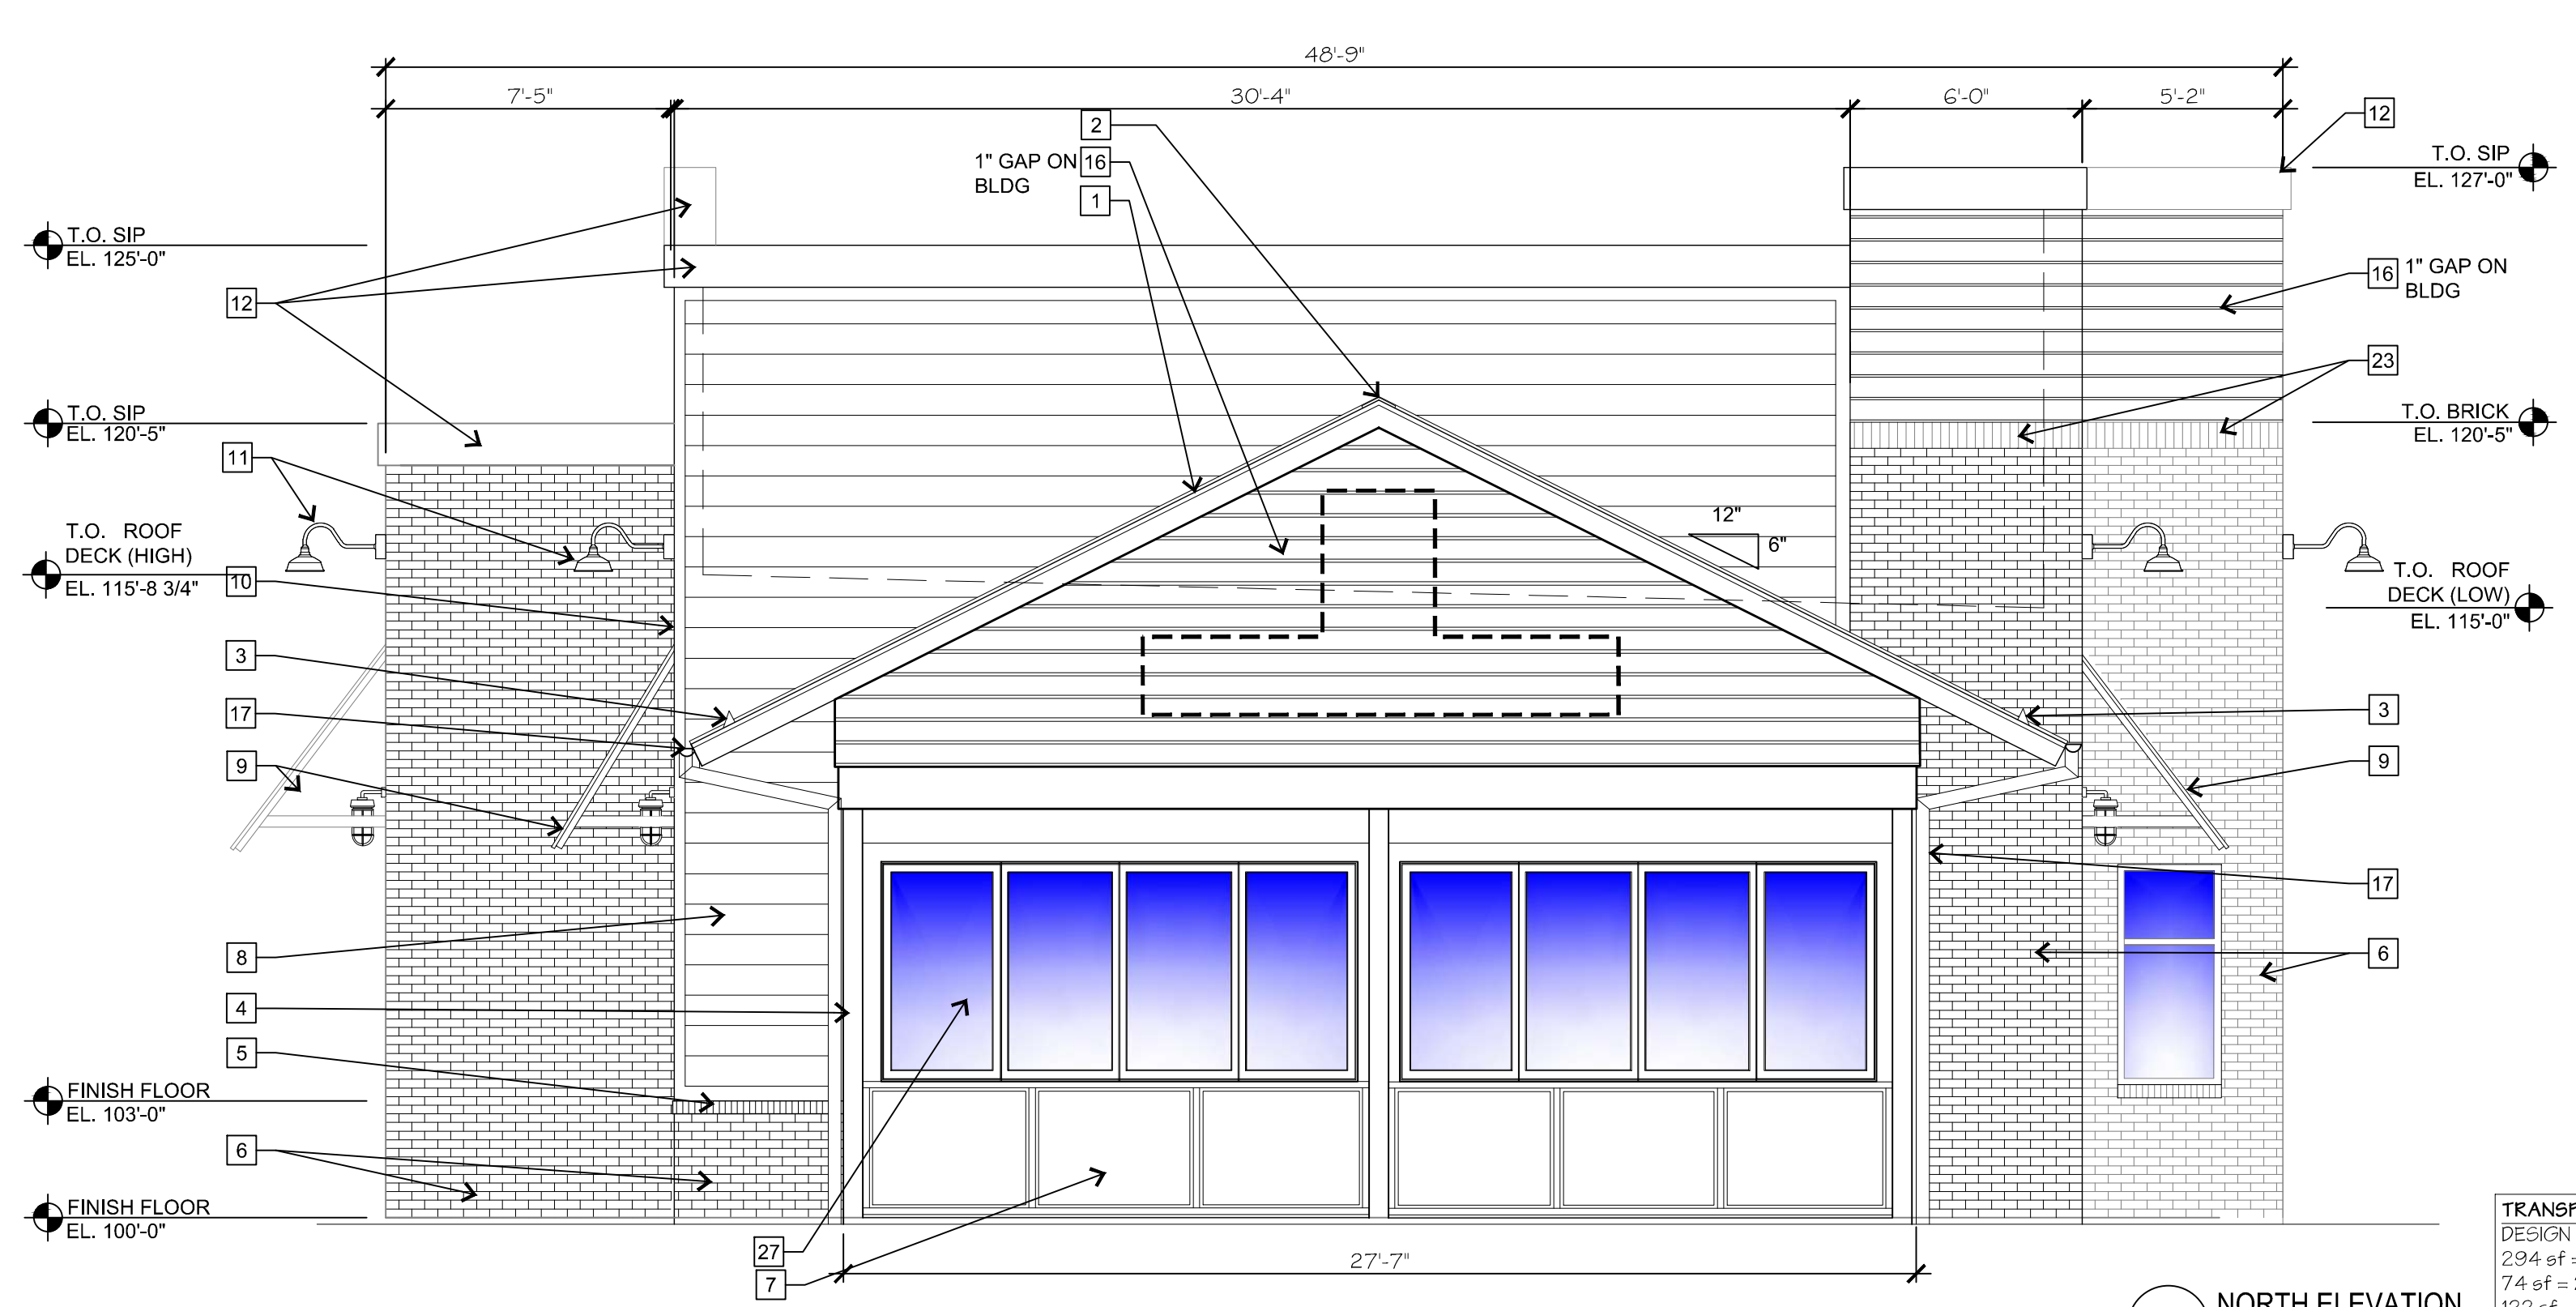 48'-9"
7'-5"
30'-4"
6'-0"
5'-2"
2
12
1" GAP ON 16
BLDG
1
T.O. SIP
EL. 127'-0"
T.O. SIP
EL. 125'-0"
12
16 1" GAP ON
BLDG
23
T.O. SIP
EL. 120'-5"
T.O. BRICK
EL. 120'-5"
11
12"
6"
T.O. ROOF
DECK (HIGH)
EL. 115'-8 3/4"
10
T.O. ROOF
DECK (LOW)
EL. 115'-0"
3
17
9
3
9
17
8
6
4
5
FINISH FLOOR
EL. 103'-0"
6
FINISH FLOOR
EL. 100'-0"
27
7
27'-7"
NORTH ELEVATION
TRANSF
DESIGN
294 sf =
74 sf =